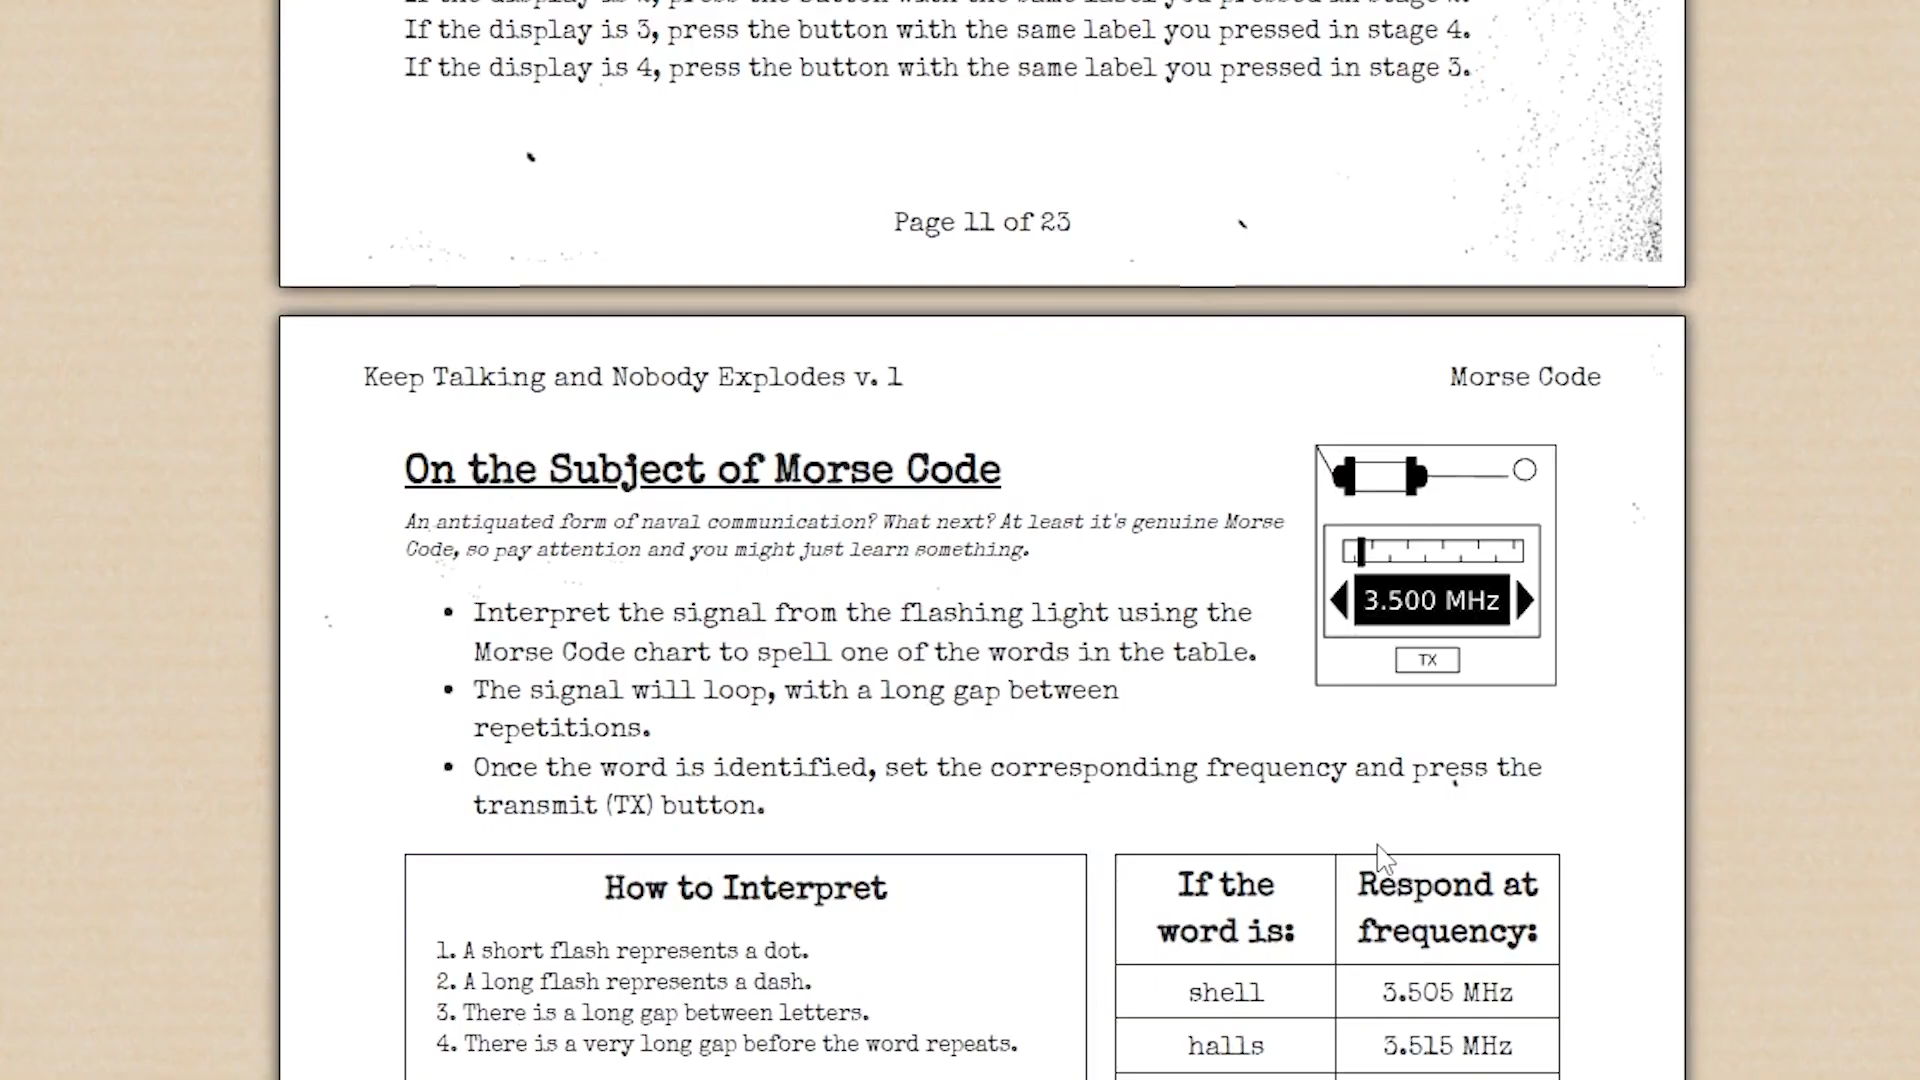 If the display is 3, press the button with the same label you pressed in stage 4.
If the display is 4, press the button with the same label you pressed in stage 3.
Page 11 of 23
Keep Talking and Nobody Explodes v. 1
Morse Code
On the Subject of Morse Code
An antiquated form of naval communication? What next? At least it's genuine Morse
Code, so pay attention and you might just learn something.
3.500 MHz
TX
• Interpret the signal from the flashing light using the
Morse Code chart to spell one of the words in the table.
• The signal will loop, with a long gap between
repetitions.
• Once the word is identified, set the corresponding frequency and press the
transmit (TX) button.
How to Interpret
1. A short flash represents a dot.
2. A long flash represents a dash.
3. There is a long gap between letters.
4. There is a very long gap before the word repeats.
If the
word is:
Respond at
frequency:
shell
3.505 MHz
halls
3.515 MHz